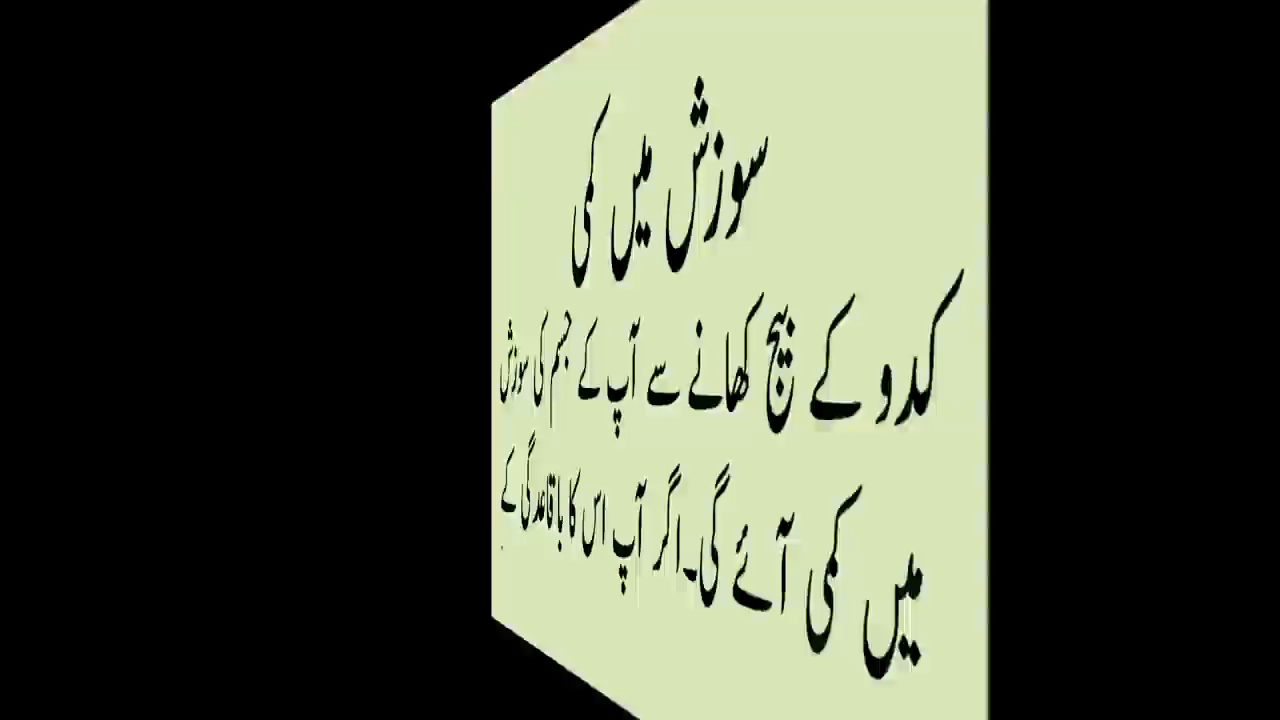 سوزش میں کمی
کدو کے بیج کھانے سے آپ کے جسم کی سوزش
میں کمی آئے گی۔اگر آپ اس کا باقاعدگی کے